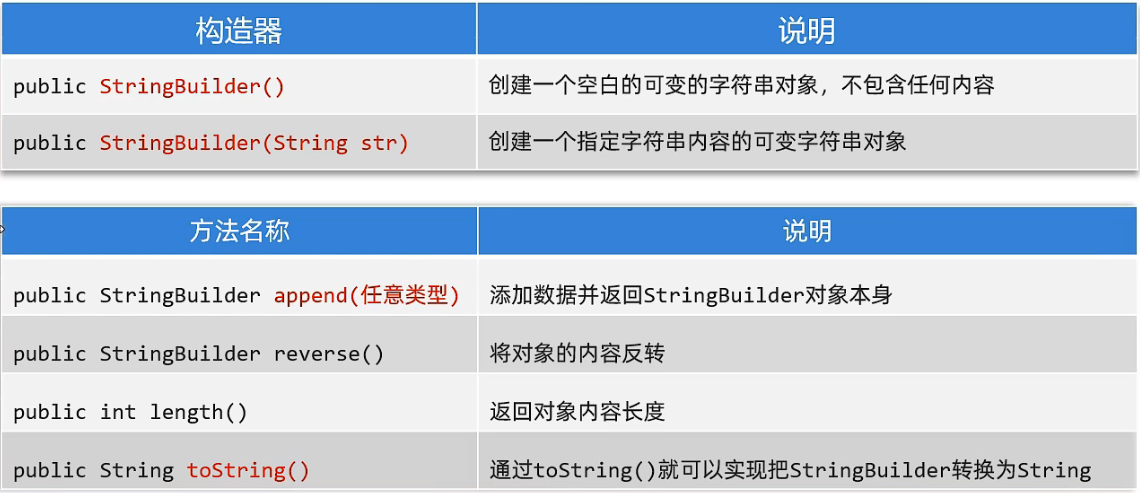 构造器 说明
public StringBuilder() 创建一个空白的可变的字符串对象，不包含任何内容
public StringBuilder(String str) 创建一个指定字符串内容的可变字符串对象
方法名称 说明
public StringBuilder append(任意类型) 添加数据并返回StringBuilder对象本身
public StringBuilder reverse() 将对象的内容反转
public int length() 返回对象内容长度
public String toString() 通过toString()就可以实现把StringBuilder转换为String